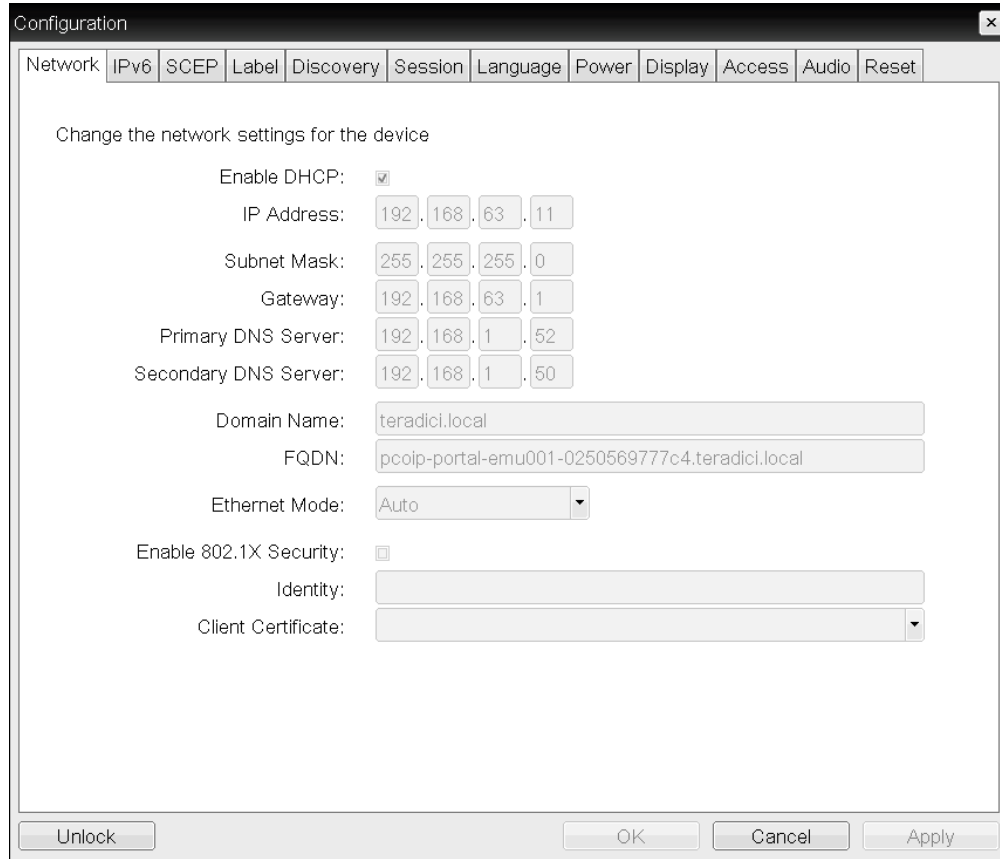 Configuration
Network IPv6 SCEP Label Discovery Session Language Power Display Access Audio Reset
Change the network settings for the device
Enable DHCP:
IP Address: 192 . 168 . 63 . 11
Subnet Mask: 255 . 255 . 255 . 0
Gateway: 192 . 168 . 63 . 1
Primary DNS Server: 192 . 168 . 1 . 52
Secondary DNS Server: 192 . 168 . 1 . 50
Domain Name: teradici.local
FQDN: pcoip-portal-emu001-0250569777c4.teradici.local
Ethernet Mode: Auto
Enable 802.1X Security:
Identity:
Client Certificate:
Unlock OK Cancel Apply